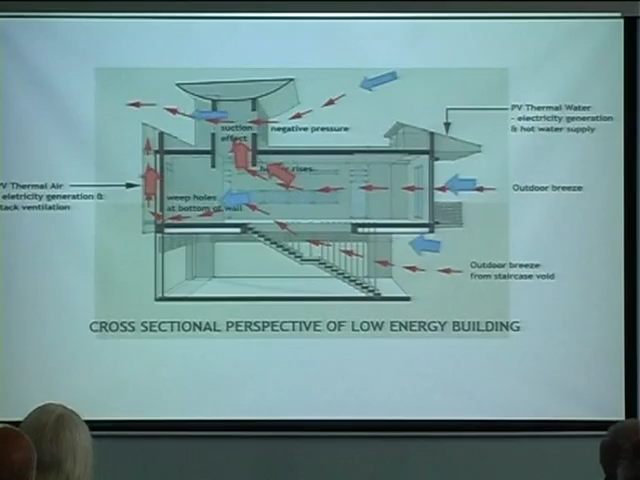 suction
effect
negative pressure
PV Thermal Water
- electricity generation
& hot water supply
rises
PV Thermal Air
eletricity generation &
tack ventilation
weep holes
at bottom of wall
Outdoor breeze
Outdoor breeze
from staircase void
CROSS SECTIONAL PERSPECTIVE OF LOW ENERGY BUILDING